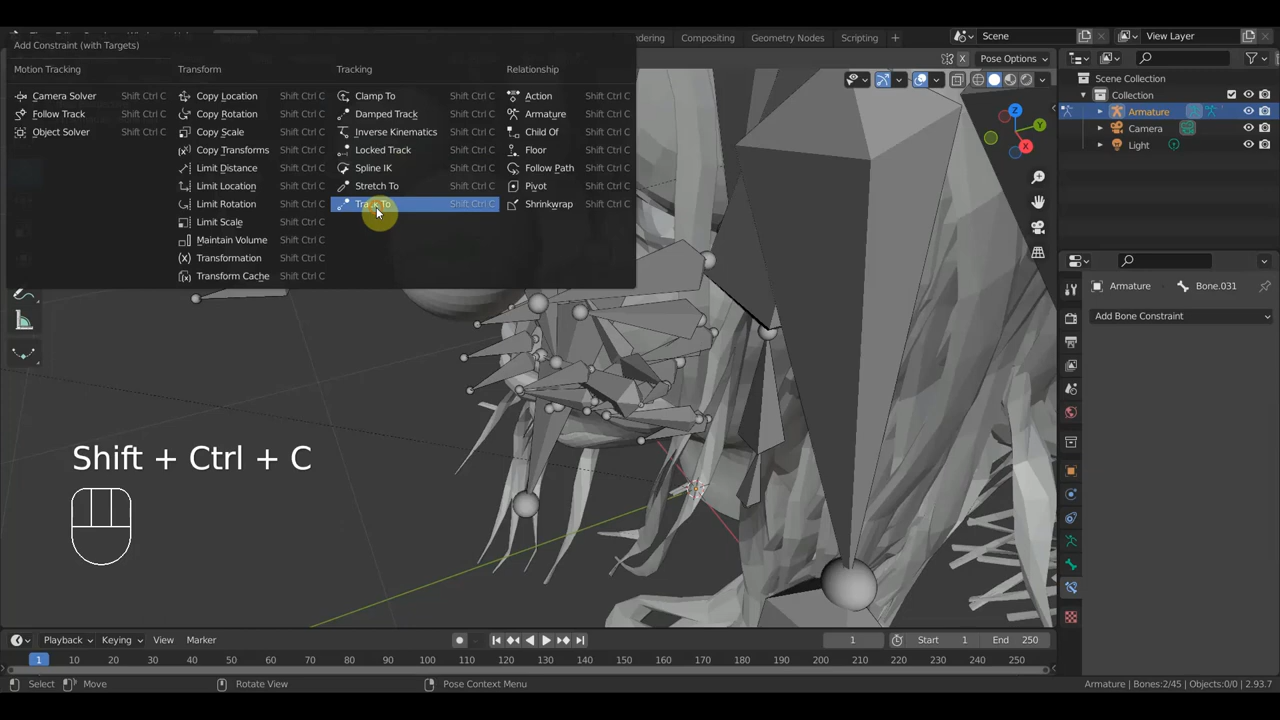 Rendering
Compositing
Geometry Nodes
Scripting
Scene
View Layer
Add Constraint (with Targets)
Motion Tracking
Camera Solver Shift Ctrl C
Follow Track Shift Ctrl C
Object Solver Shift Ctrl C
Transform
Copy Location Shift Ctrl C
Copy Rotation Shift Ctrl C
Copy Scale Shift Ctrl C
Copy Transforms Shift Ctrl C
Limit Distance Shift Ctrl C
Limit Location Shift Ctrl C
Limit Rotation Shift Ctrl C
Limit Scale Shift Ctrl C
Maintain Volume Shift Ctrl C
Transformation Shift Ctrl C
Transform Cache Shift Ctrl C
Tracking
Clamp To Shift Ctrl C
Damped Track Shift Ctrl C
Inverse Kinematics Shift Ctrl C
Locked Track Shift Ctrl C
Spline IK Shift Ctrl C
Stretch To Shift Ctrl C
Track To Shift Ctrl C
Relationship
Action Shift Ctrl C
Armature Shift Ctrl C
Child Of Shift Ctrl C
Floor Shift Ctrl C
Follow Path Shift Ctrl C
Pivot Shift Ctrl C
Shrinkwrap Shift Ctrl C
X
Pose Options
Z
Y
X
Scene Collection
Collection
Armature
Camera
Light
Armature Bone.031
Add Bone Constraint
Shift + Ctrl + C
Playback Keying View Marker
1 Start 1 End 250
1 10 20 30 40 50 60 70 80 90 100 110 120 130 140 150 160 170 180 190 200 210 220 230 240 250
Select Move Rotate View Pose Context Menu Armature | Bones:2/45 | Objects:0/0 | 2.93.7